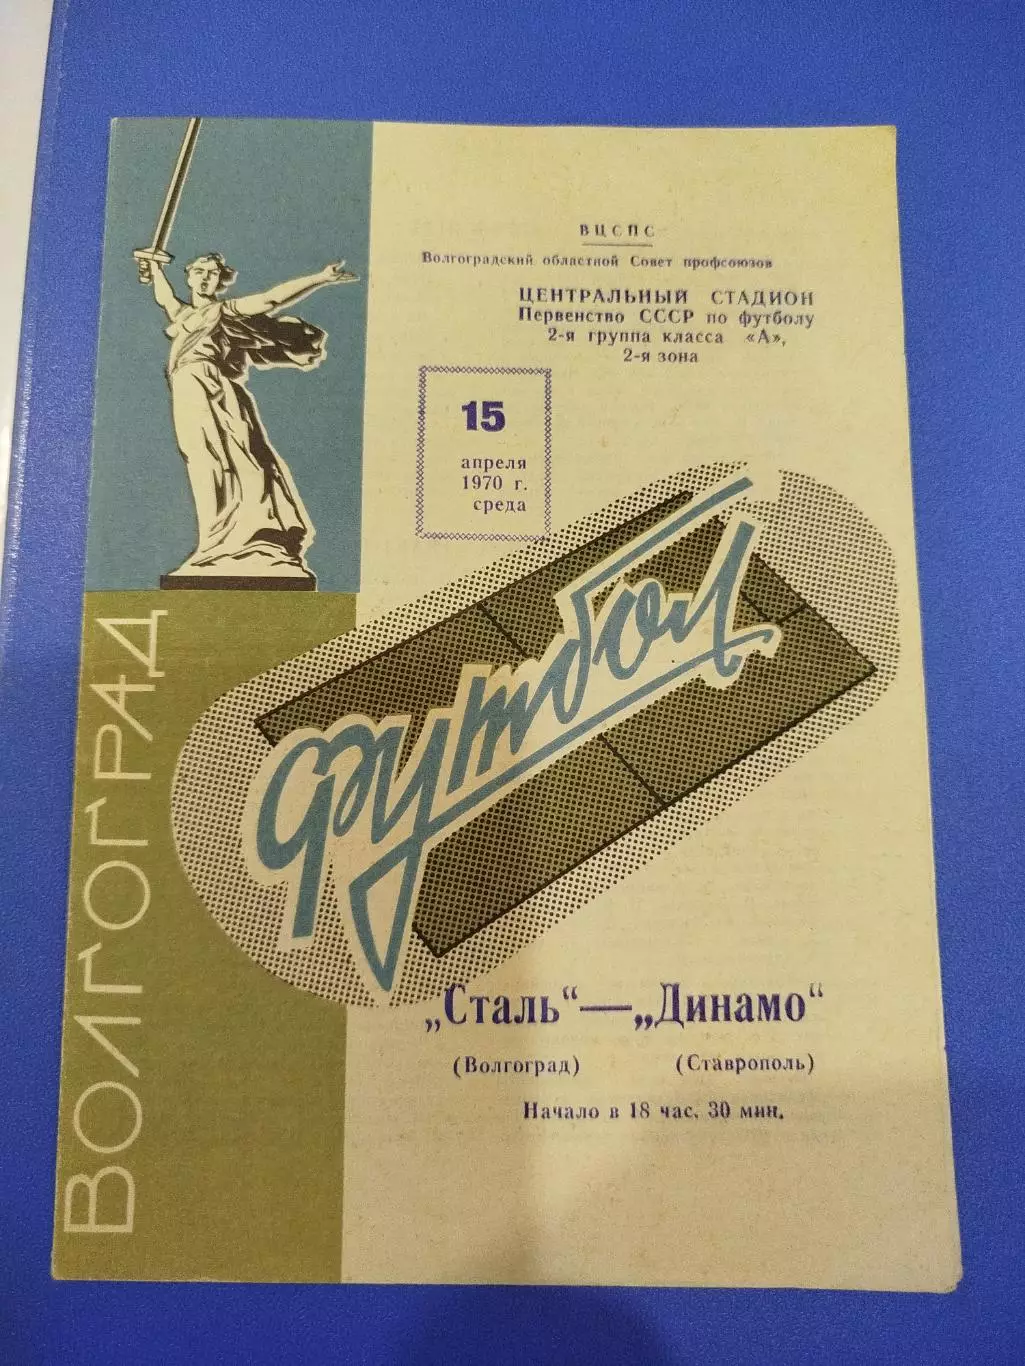 ВЦСПС
Волгоградский областной Совет профсоюзов
ЦЕНТРАЛЬНЫЙ СТАДИОН
Первенство СССР по футболу
2-я группа класса «А»,
2-я зона
15
апреля
1970 г.
среда
футбол
ВОЛГОГРАД
„Сталь“—„Динамо“
(Волгоград) (Ставрополь)
Начало в 18 час. 30 мин.